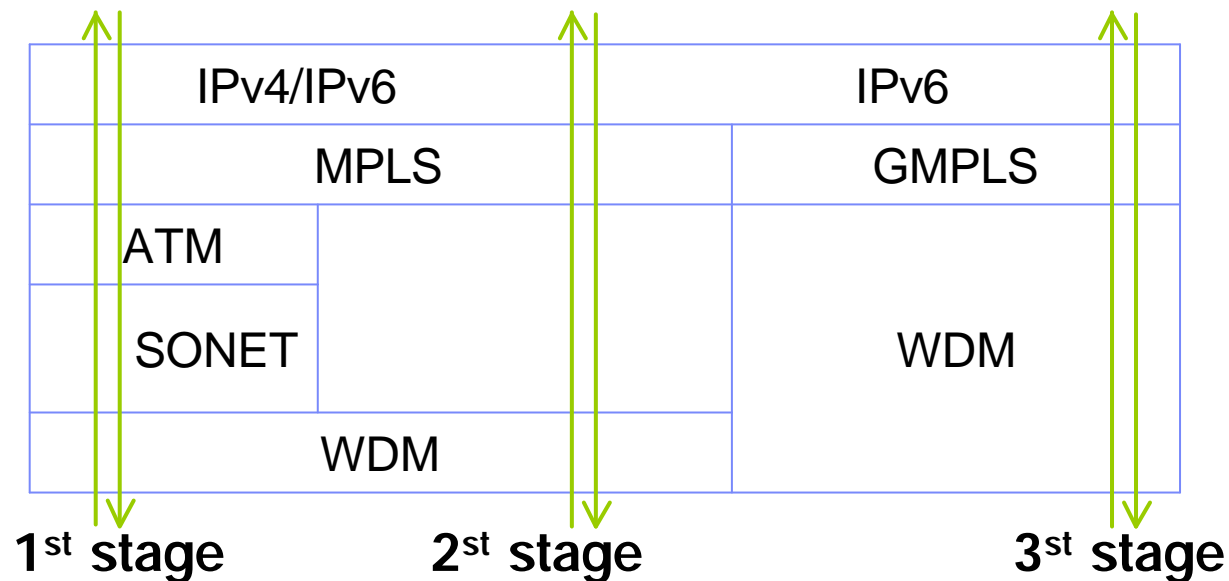 IPv4/IPv6 IPv6
MPLS GMPLS
ATM
SONET WDM
WDM
1st stage 2st stage 3st stage